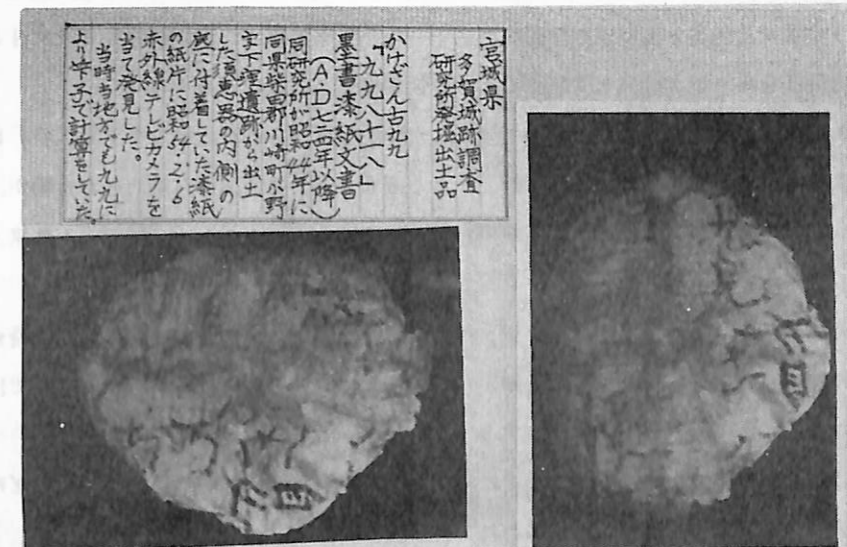 宮城県
多賀城跡調査
研究所発掘出土品
かけざん古九九
『九九八十一八』
墨書漆紙文書
(A.D七三四年以降)
同研究所が昭和44年に
同県柴田郡川崎町小野
字下窪遺跡から出土
した須恵器の内側の
底に付着していた漆紙
の紙片に昭和54.2.6
赤外線テレビカメラを
当て発見した。
当時当地方でも九九に
より字で計算をしていた。